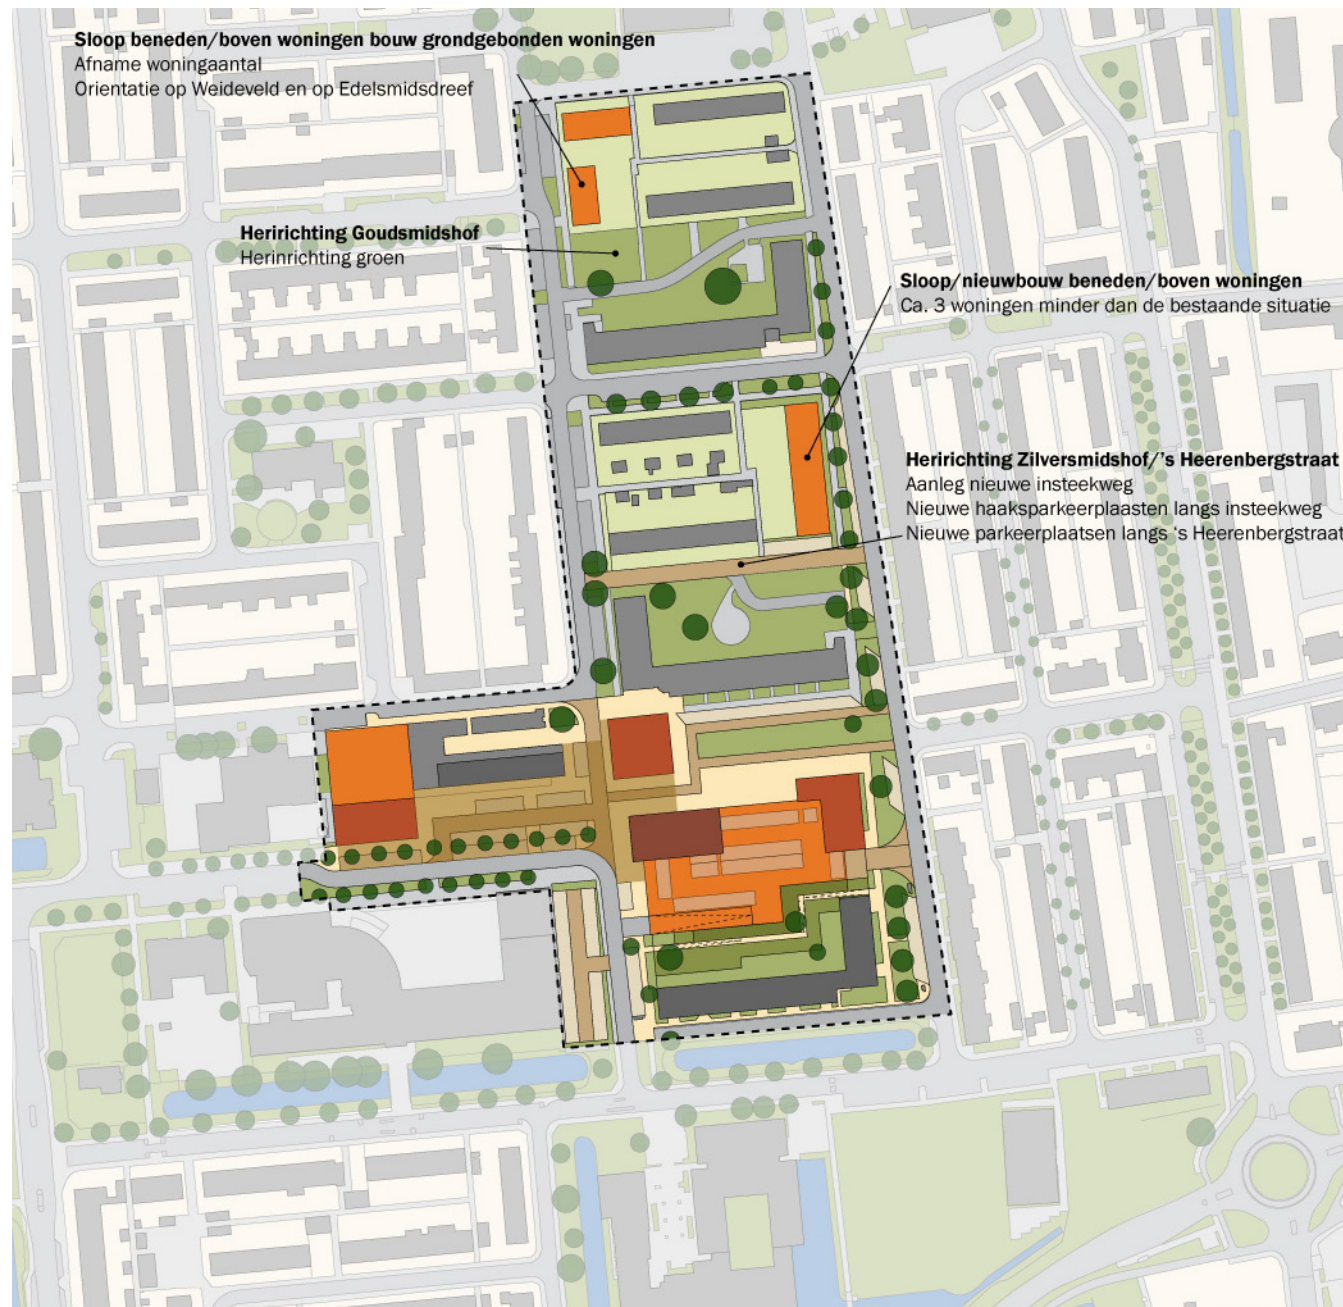 Sloop beneden/boven woningen bouw grondgebonden woningen
Afname woningaantal
Orientatie op Weideveld en op Edelsmidsdreef
Heririchting Goudsmidshof
Herinrichting groen
Sloop/nieuwbouw beneden/boven woningen
Ca. 3 woningen minder dan de bestaande situatie
Heririchting Zilversmidshof/'s Heerenbergstraat
Aanleg nieuwe insteekweg
Nieuwe haaksparkeerplaasten langs insteekweg
Nieuwe parkeerplaatsen langs 's Heerenbergstraat